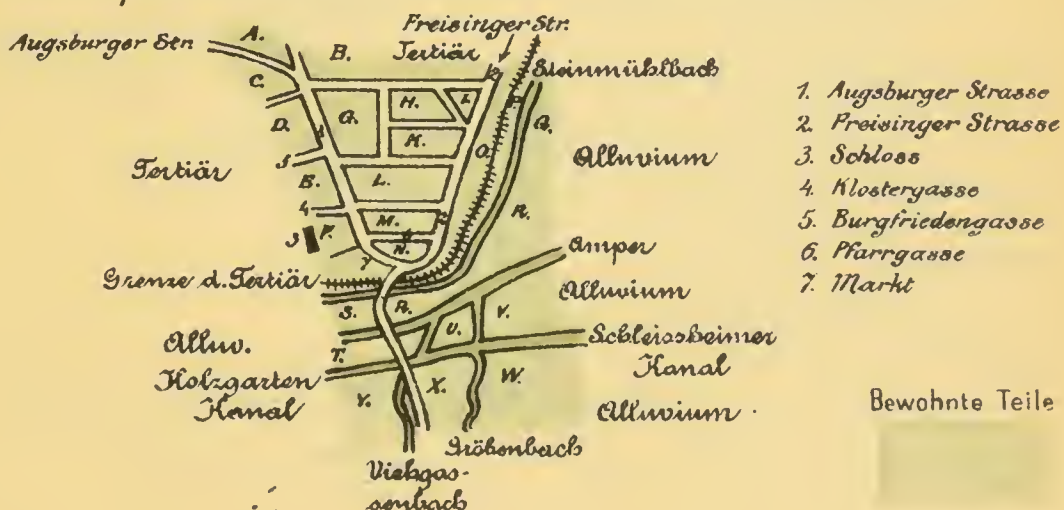 Freisinger Str.
Augsburger Str.
A.
B.
Tertiär
Steinmühlbach
C.
D.
G.
H.
I.
K.
O.
Q.
Tertiär
Alluvium
5
E.
L.
4
M.
R.
3
F.
N.
7
Amper
Grenze d. Tertiär
S.
R.
Alluvium
U.
V.
Alluv.
T.
Schleissheimer
Kanal
Holzgarten
Kanal
Y.
X.
W.
Alluvium
Gröbenbach
Viehgas-
senbach
1. Augsburger Strasse
2. Freisinger Strasse
3. Schloss
4. Klostergasse
5. Burgfriedengasse
6. Pfarrgasse
7. Markt
Bewohnte Teile